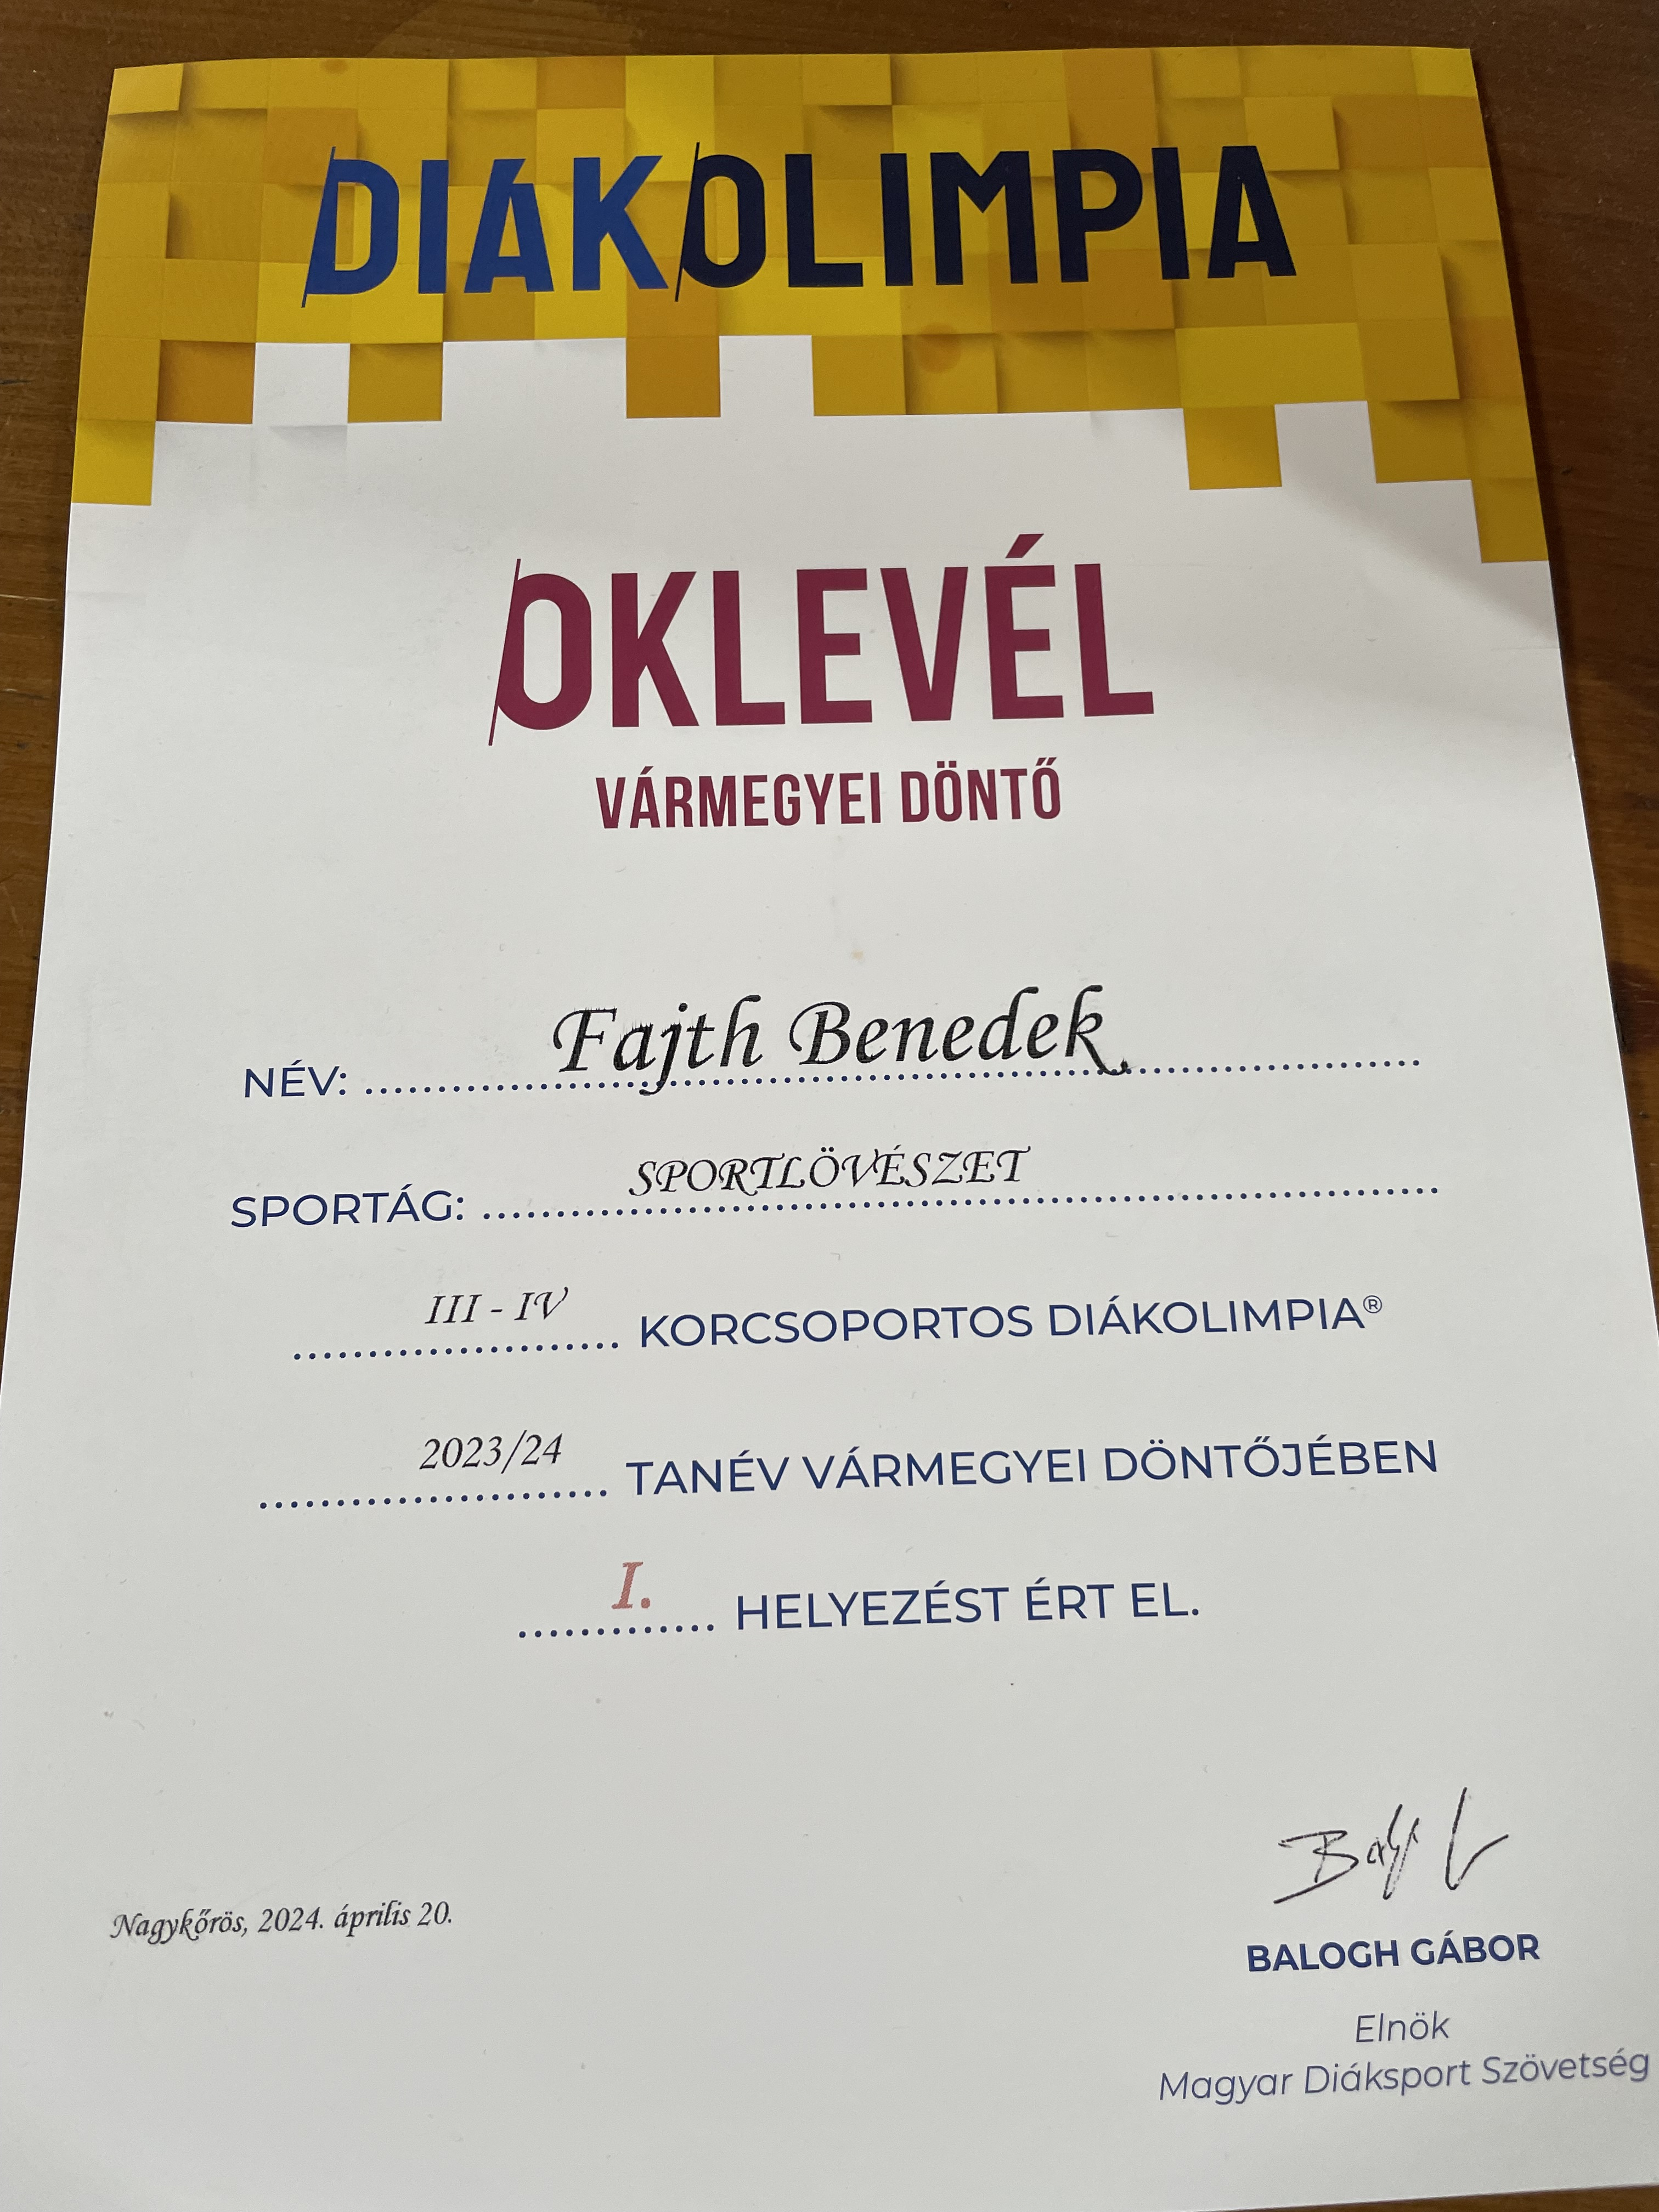 DIÁKOLIMPIA
OKLEVÉL
VÁRMEGYEI DÖNTŐ
NÉV: Fajth Benedek
SPORTÁG: SPORTLÖVÉSZET
III - IV KORCSOPORTOS DIÁKOLIMPIA®
2023/24 TANÉV VÁRMEGYEI DÖNTŐJÉBEN
I. HELYEZÉST ÉRT EL.
Nagykőrös, 2024. április 20.
BALOGH GÁBOR
Elnök
Magyar Diáksport Szövetség